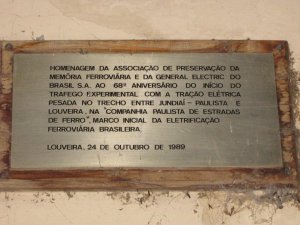 HOMENAGEM DA ASSOCIAÇÃO DE PRESERVAÇÃO DA
MEMÓRIA FERROVIÁRIA E DA GENERAL ELECTRIC DO
BRASIL S.A. AO 68º ANIVERSÁRIO DO INÍCIO DO
TRAFEGO EXPERIMENTAL COM A TRAÇÃO ELÉTRICA
PESADA NO TRECHO ENTRE JUNDIAÍ - PAULISTA E
LOUVEIRA, NA "COMPANHIA PAULISTA DE ESTRADAS
DE FERRO", MARCO INICIAL DA ELETRIFICAÇÃO
FERROVIÁRIA BRASILEIRA.
LOUVEIRA, 24 DE OUTUBRO DE 1989